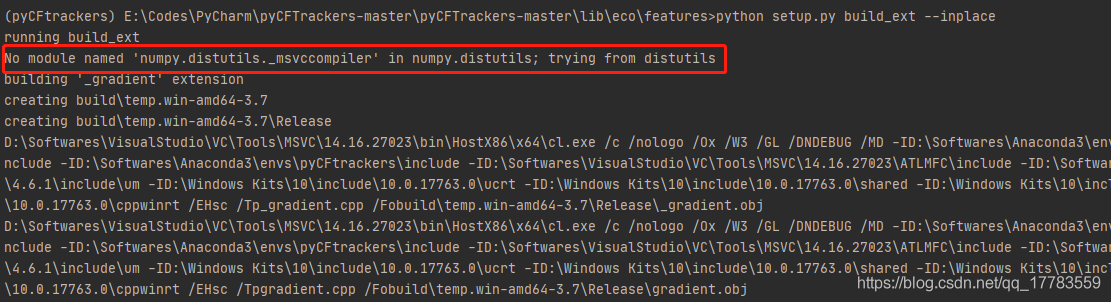 (pyCFtrackers) E:\Codes\PyCharm\pyCFTrackers-master\pyCFTrackers-master\lib\eco\features>python setup.py build_ext --inplace
running build_ext
No module named 'numpy.distutils._msvccompiler' in numpy.distutils; trying from distutils
building '_gradient' extension
creating build\temp.win-amd64-3.7
creating build\temp.win-amd64-3.7\Release
D:\Softwares\VisualStudio\VC\Tools\MSVC\14.16.27023\bin\HostX86\x64\cl.exe /c /nologo /Ox /W3 /GL /DNDEBUG /MD -ID:\Softwares\Anaconda3\env
nclude -ID:\Softwares\Anaconda3\envs\pyCFtrackers\include -ID:\Softwares\VisualStudio\VC\Tools\MSVC\14.16.27023\ATLMFC\include -ID:\Softwa
\4.6.1\include\um -ID:\Windows Kits\10\include\10.0.17763.0\ucrt -ID:\Windows Kits\10\include\10.0.17763.0\shared -ID:\Windows Kits\10\inc
\10.0.17763.0\cppwinrt /EHsc /Tp_gradient.cpp /Fobuild\temp.win-amd64-3.7\Release\_gradient.obj
D:\Softwares\VisualStudio\VC\Tools\MSVC\14.16.27023\bin\HostX86\x64\cl.exe /c /nologo /Ox /W3 /GL /DNDEBUG /MD -ID:\Softwares\Anaconda3\env
nclude -ID:\Softwares\Anaconda3\envs\pyCFtrackers\include -ID:\Softwares\VisualStudio\VC\Tools\MSVC\14.16.27023\ATLMFC\include -ID:\Softwa
\4.6.1\include\um -ID:\Windows Kits\10\include\10.0.17763.0\ucrt -ID:\Windows Kits\10\include\10.0.17763.0\shared -ID:\Windows Kits\10\inc
\10.0.17763.0\cppwinrt /EHsc /Tpgradient.cpp /Fobuild\temp.win-amd64-3.7\Release\gradient.obj
https://blog.csdn.net/qq_17783559